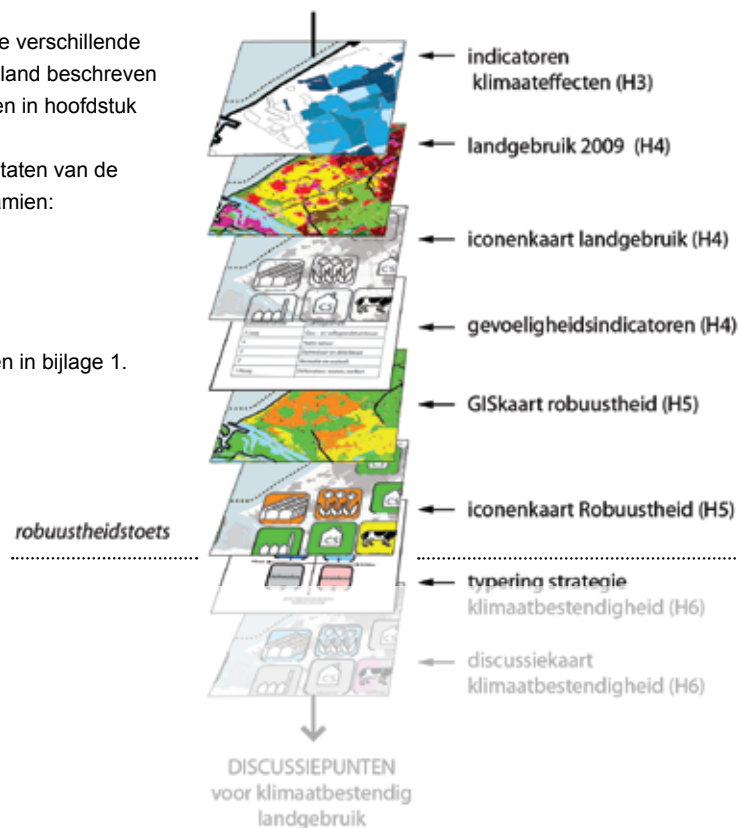 e verschillende
land beschreven
en in hoofdstuk
taten van de
amien:
en in bijlage 1.
indicatoren
klimaateffecten (H3)
landgebruik 2009 (H4)
iconenkaart landgebruik (H4)
gevoeligheidsindicatoren (H4)
GISkaart robuustheid (H5)
iconenkaart Robuustheid (H5)
robuustheidstoets
typering strategie
klimaatbestendigheid (H6)
discussiekaart
klimaatbestendigheid (H6)
DISCUSSIEPUNTEN
voor klimaatbestendig
landgebruik